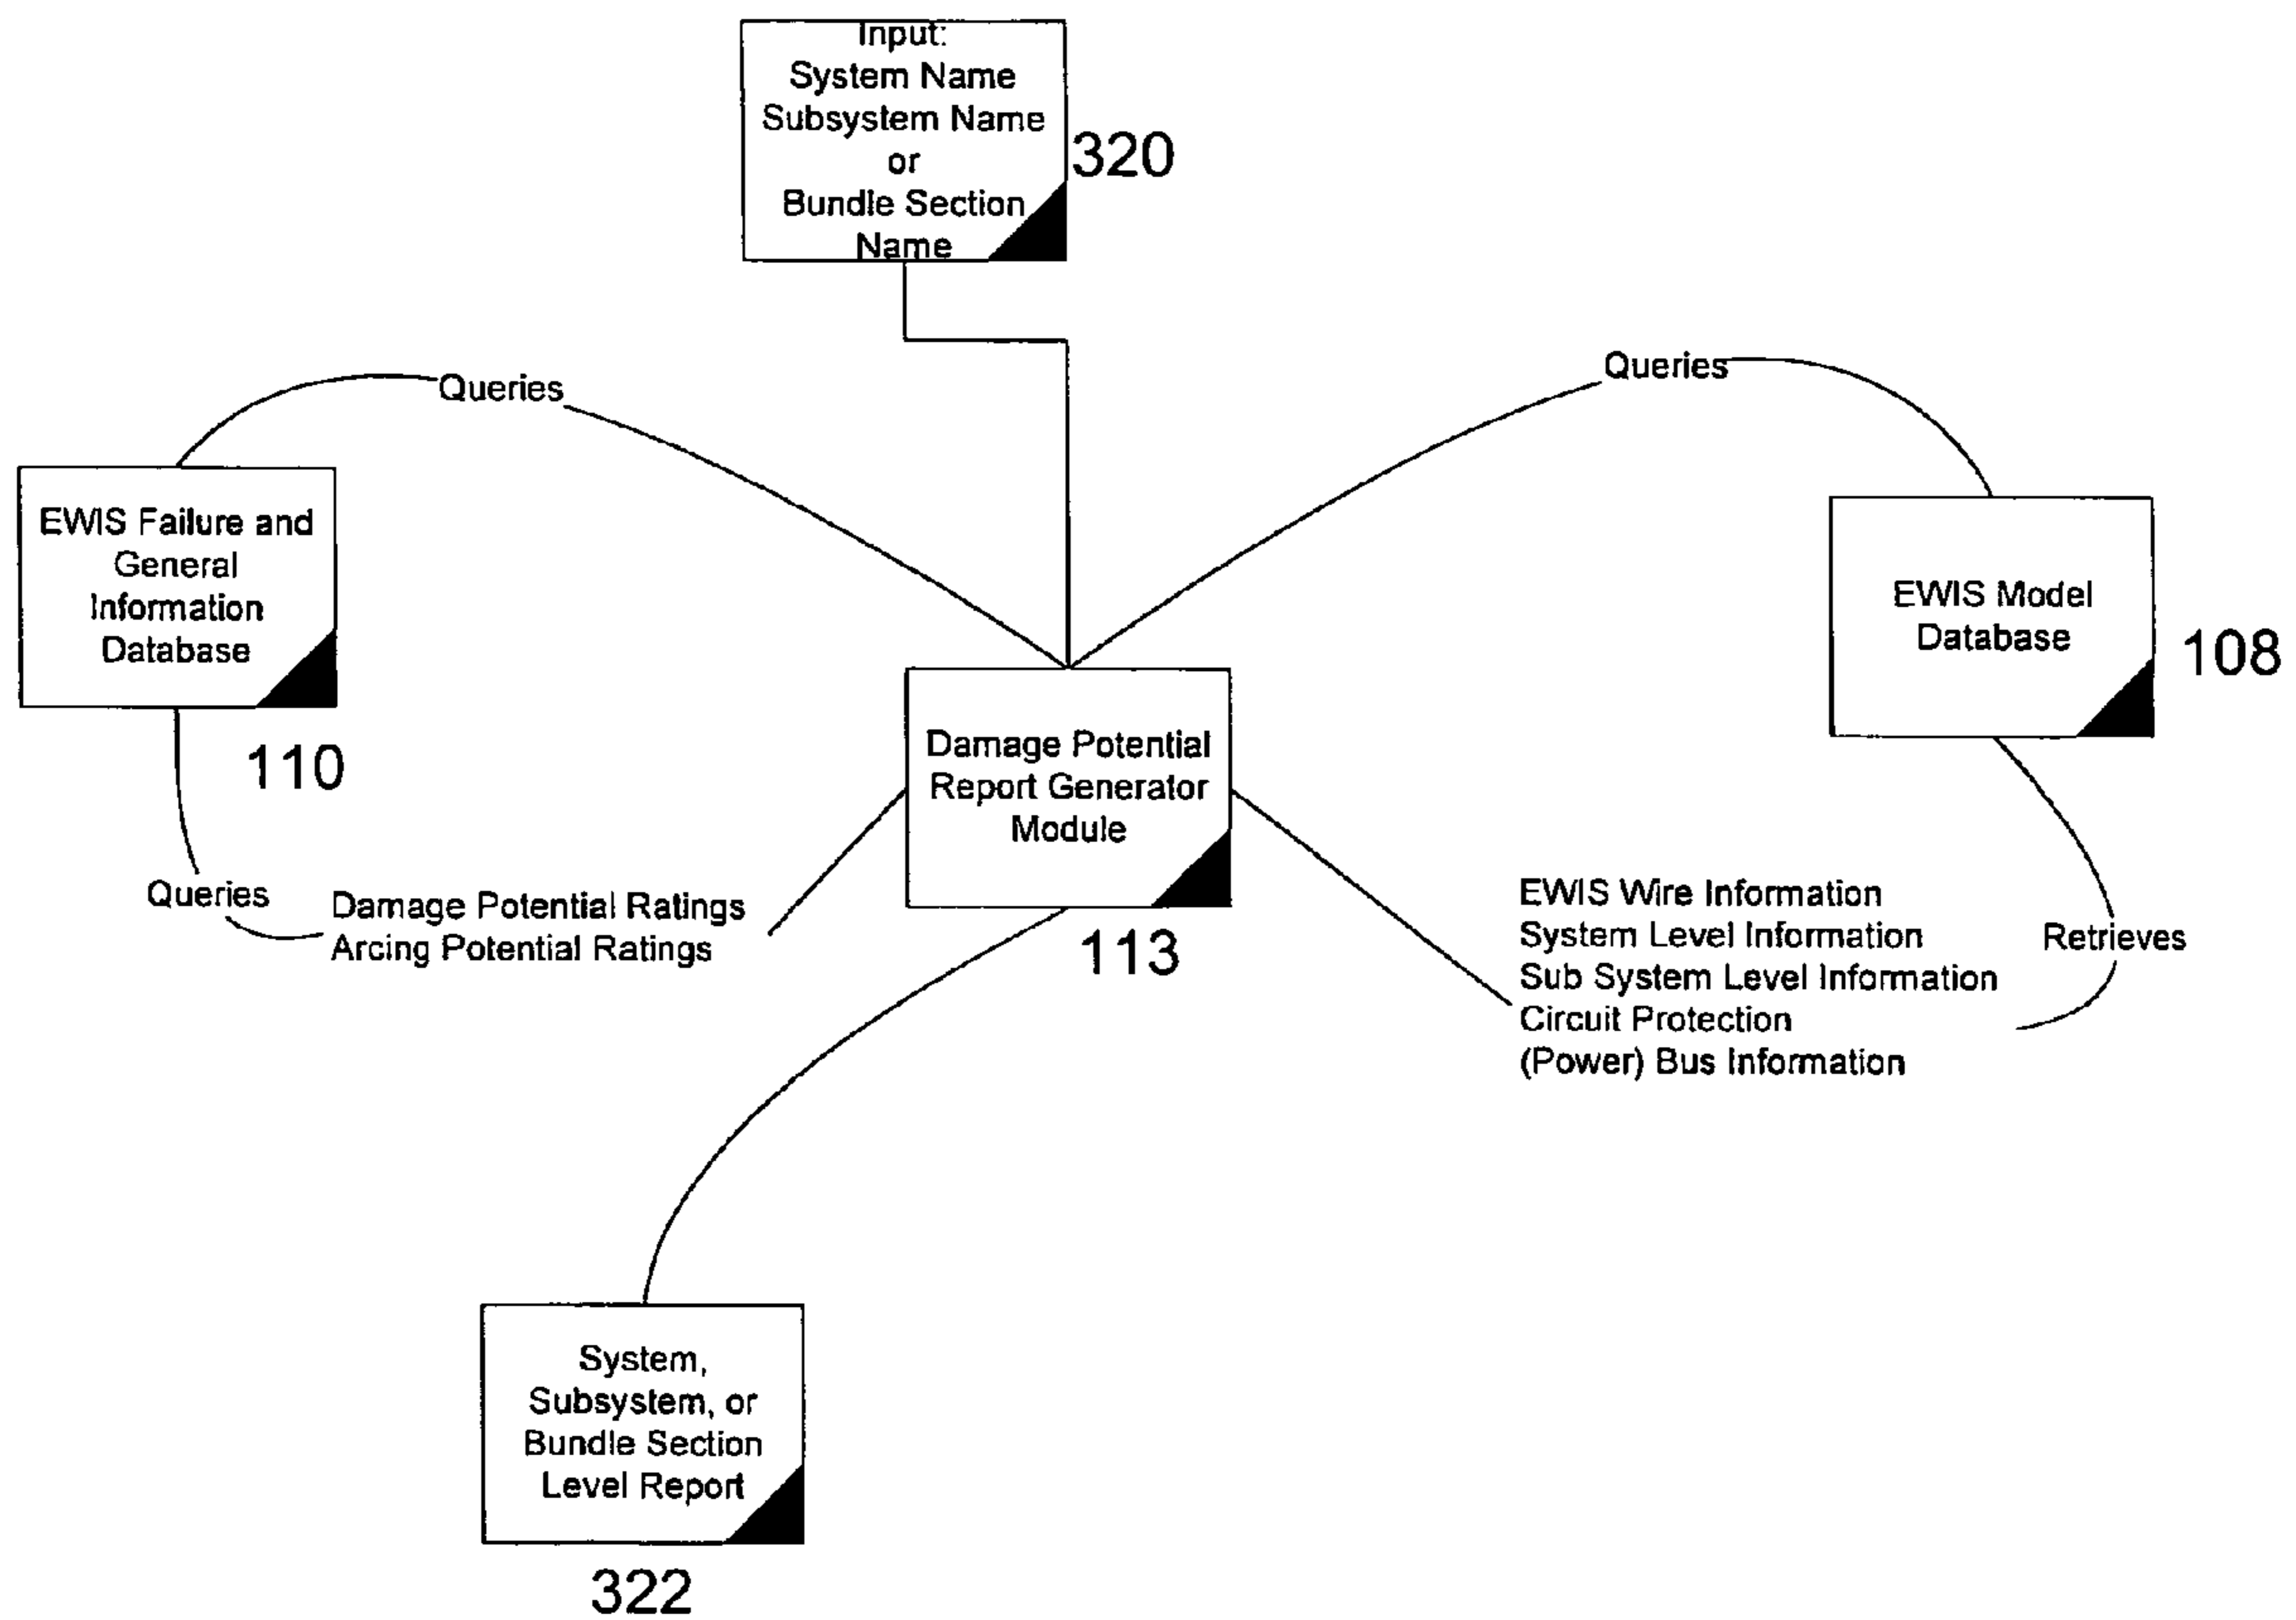 Input:
System Name
Subsystem Name
or
Bundle Section
Name
320
Queries
Queries
EWIS Failure and
General
Information
Database
110
EWIS Model
Database
108
Damage Potential
Report Generator
Module
113
Queries
Damage Potential Ratings
Arcing Potential Ratings
EWIS Wire Information
System Level Information
Sub System Level Information
Circuit Protection
(Power) Bus Information
Retrieves
System,
Subsystem, or
Bundle Section
Level Report
322